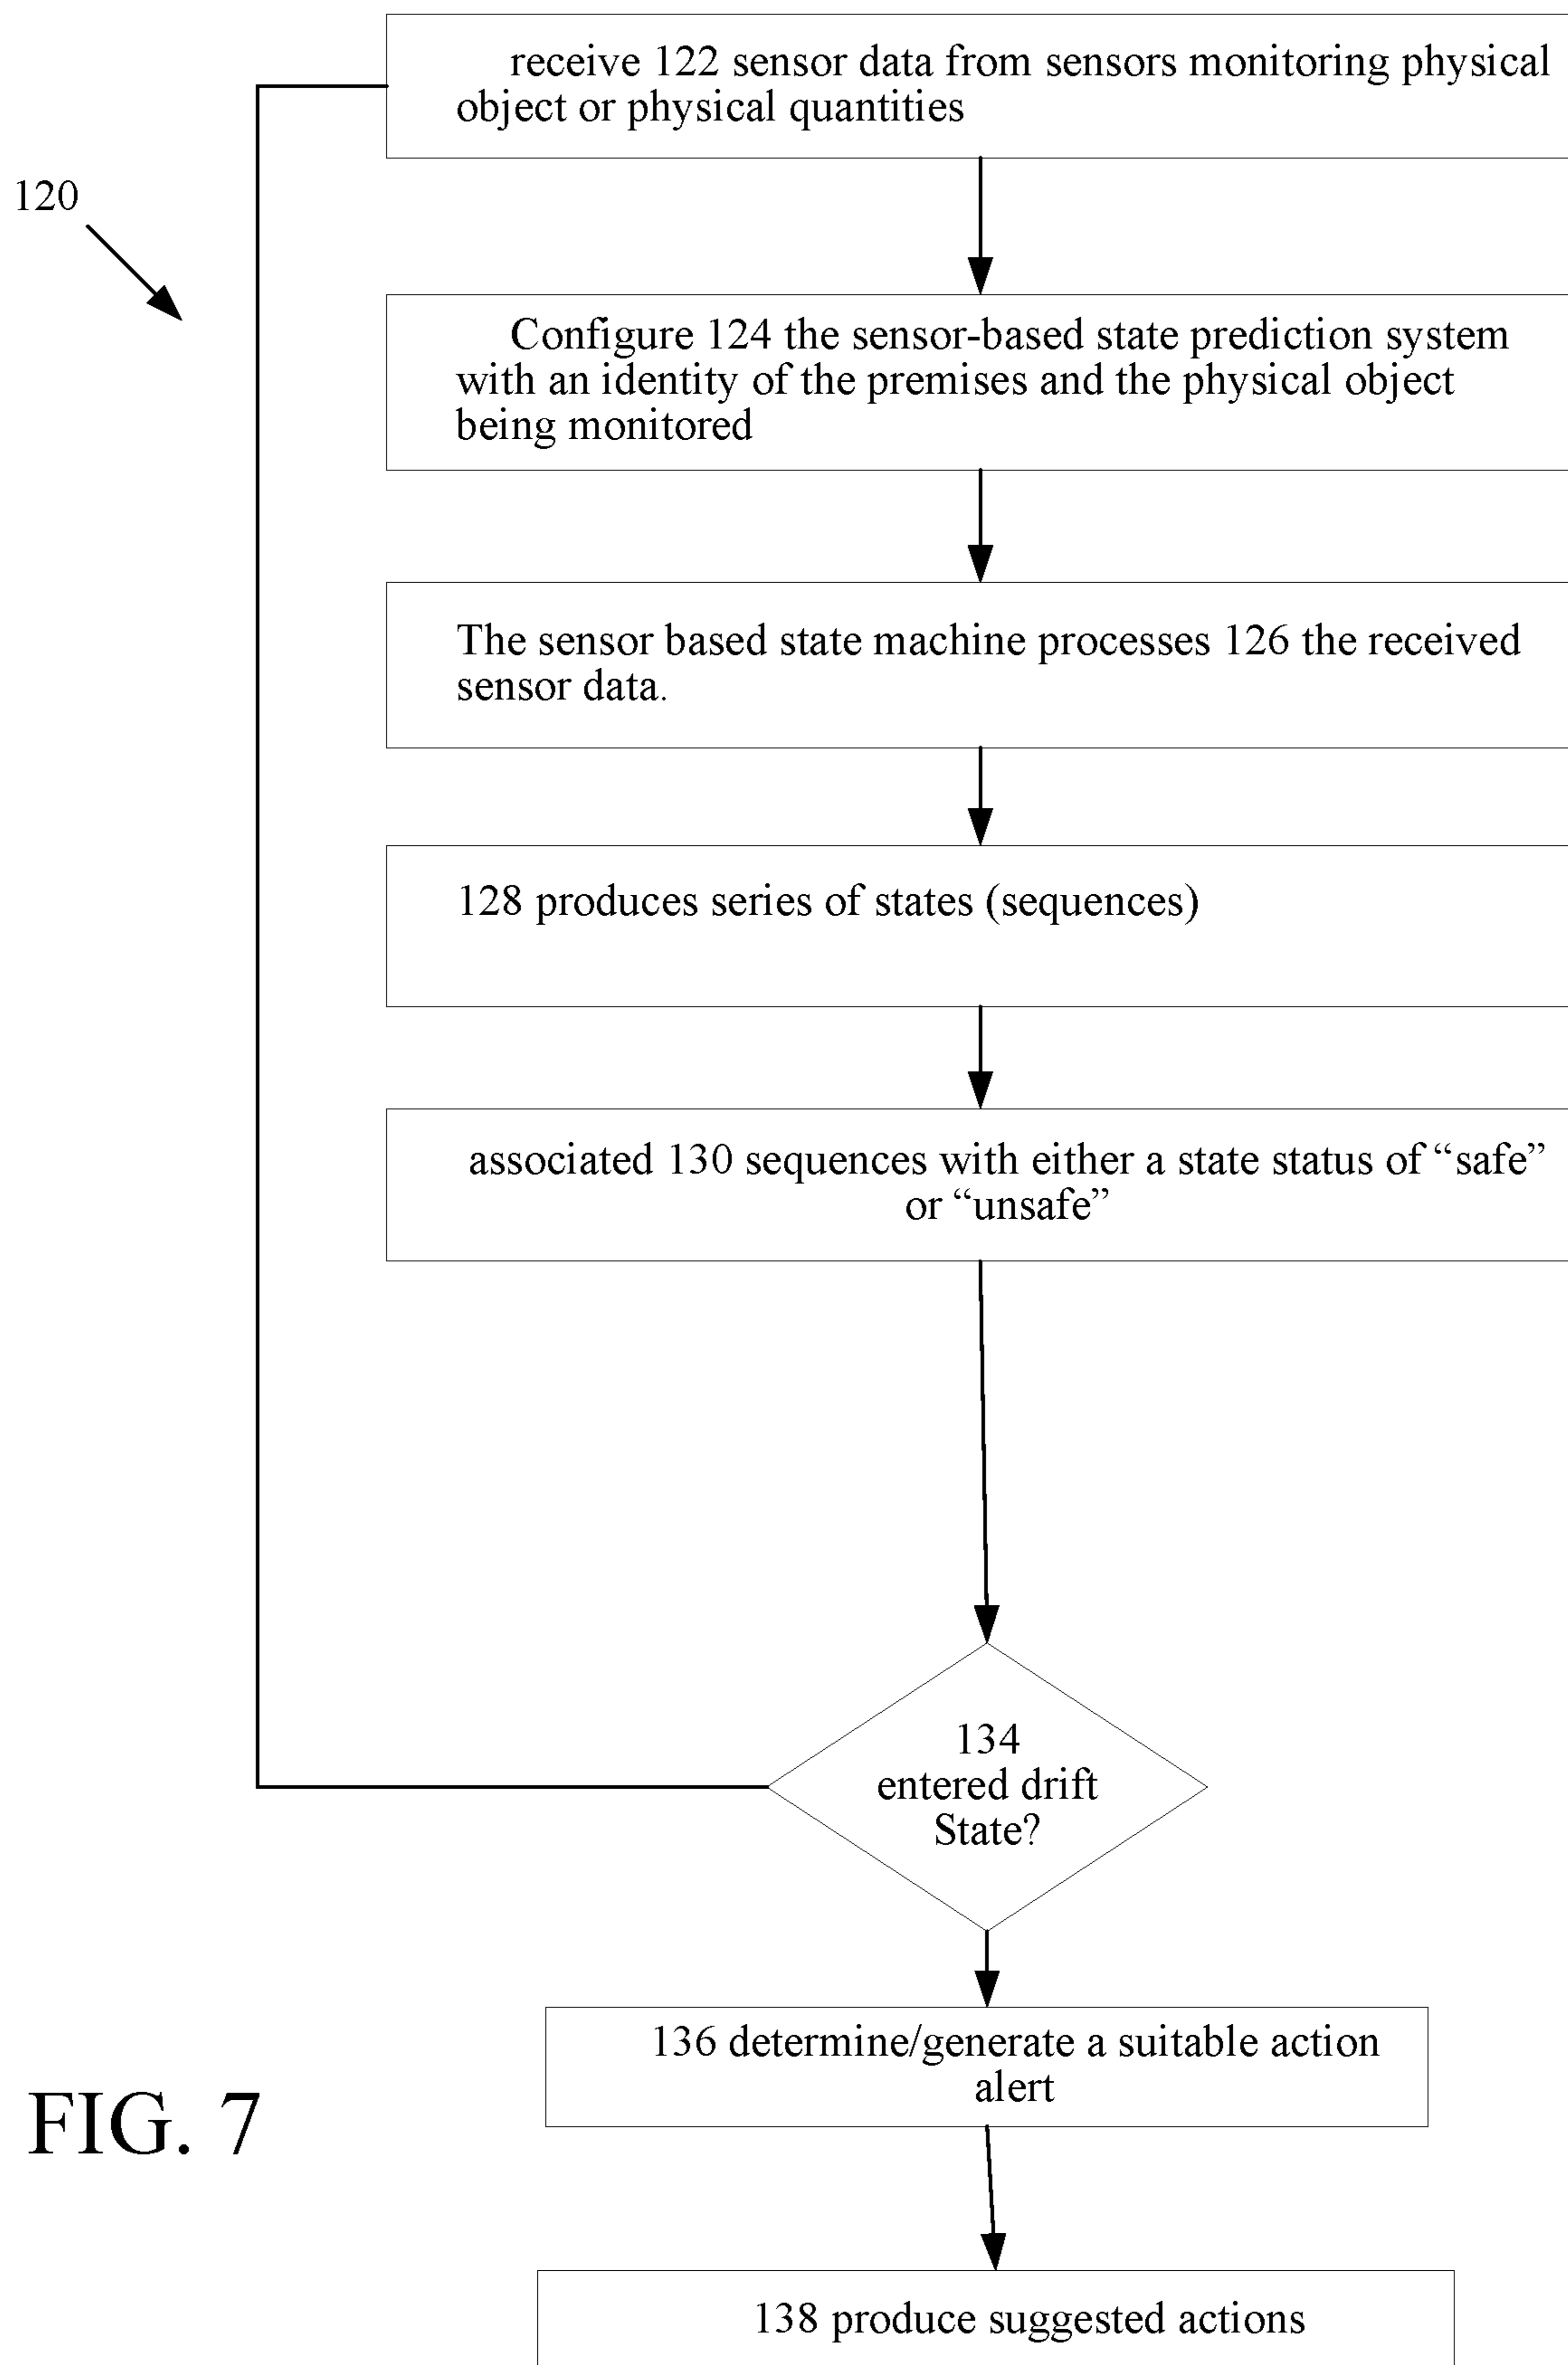 receive 122 sensor data from sensors monitoring physical
object or physical quantities
120
Configure 124 the sensor-based state prediction system
with an identity of the premises and the physical object
being monitored
The sensor based state machine processes 126 the received
sensor data.
128 produces series of states (sequences)
associated 130 sequences with either a state status of “safe”
or “unsafe”
134
entered drift
State?
136 determine/generate a suitable action
alert
FIG. 7
138 produce suggested actions